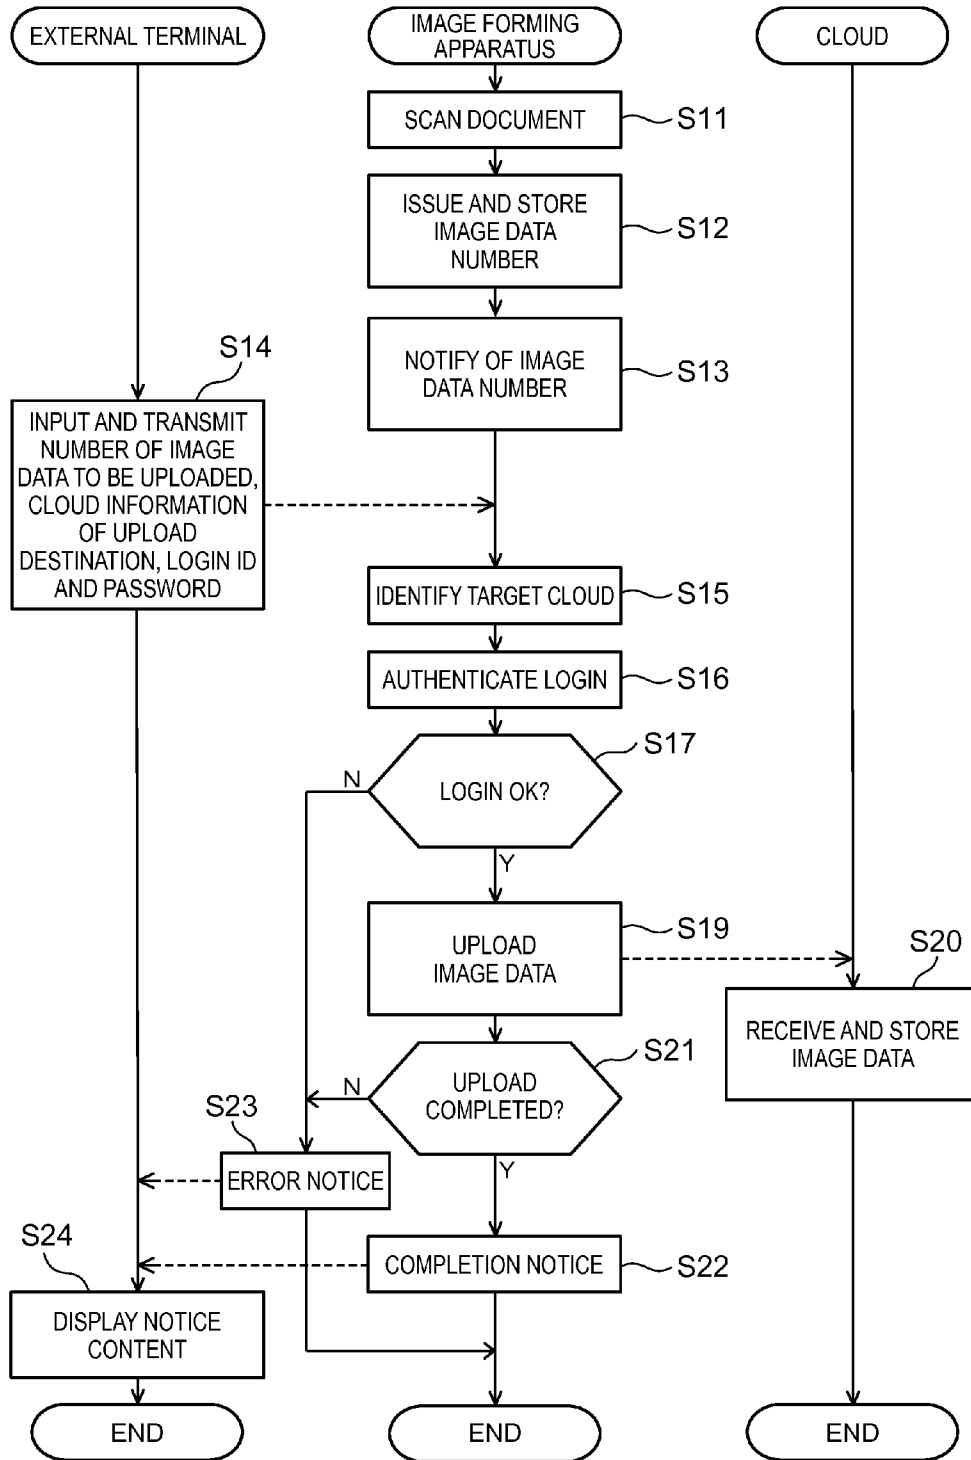 EXTERNAL TERMINAL
IMAGE FORMING
APPARATUS
CLOUD
SCAN DOCUMENT
S11
ISSUE AND STORE
IMAGE DATA
NUMBER
S12
NOTIFY OF IMAGE
DATA NUMBER
S13
S14
INPUT AND TRANSMIT
NUMBER OF IMAGE
DATA TO BE UPLOADED,
CLOUD INFORMATION
OF UPLOAD
DESTINATION, LOGIN ID
AND PASSWORD
IDENTIFY TARGET CLOUD
S15
AUTHENTICATE LOGIN
S16
S17
LOGIN OK?
N
Y
UPLOAD
IMAGE DATA
S19
S20
RECEIVE AND STORE
IMAGE DATA
S21
UPLOAD
COMPLETED?
N
Y
S23
ERROR NOTICE
COMPLETION NOTICE
S22
S24
DISPLAY NOTICE
CONTENT
END
END
END